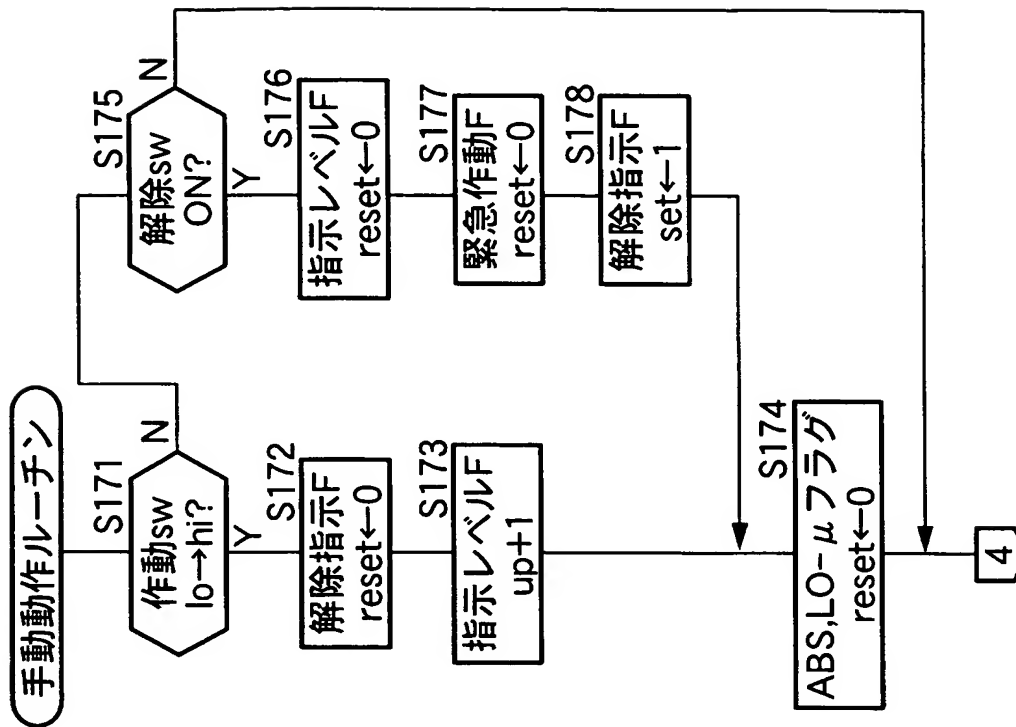 手動動作ルーチン
S171
作動sw
lo→hi?
N
Y
S172
解除指示F
reset←0
S173
指示レベルF
up+1
S175
解除sw
ON?
N
Y
S176
指示レベルF
reset←0
S177
緊急作動F
reset←0
S178
解除指示F
set←1
S174
ABS,LO-μフラグ
reset←0
4